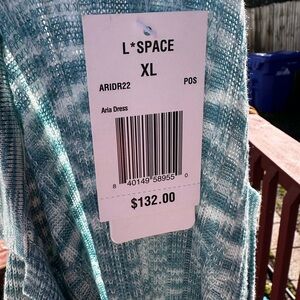 L*SPACE
XL
ARIDR22 POS
Aria Dress
8 40149 58955 0
$132.00